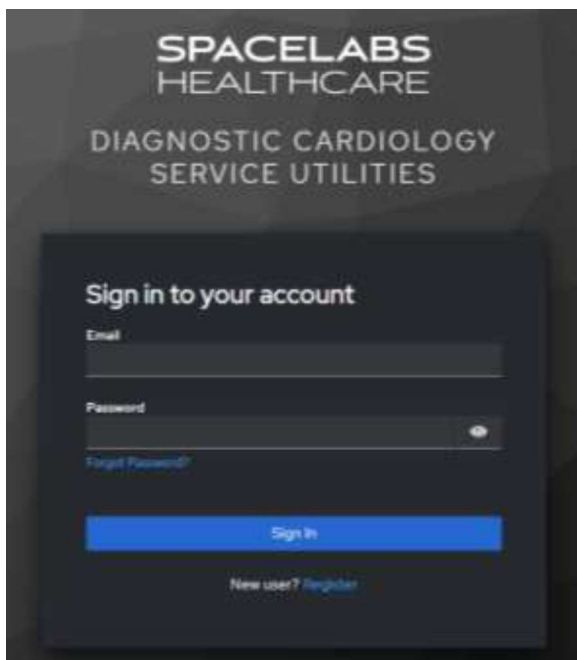 SPACELABS
HEALTHCARE
DIAGNOSTIC CARDIOLOGY
SERVICE UTILITIES
Sign in to your account
Email
Password
Forgot Password?
Sign In
New user? Register